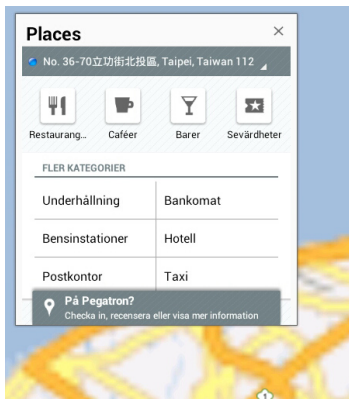 Places
No. 36-70立功街北投區, Taipei, Taiwan 112
Restaurang... Caféer Barer Sevärdheter
FLER KATEGORIER
Underhållning Bankomat
Bensinstationer Hotell
Postkontor Taxi
På Pegatron?
Checka in, recensera eller visa mer information
1